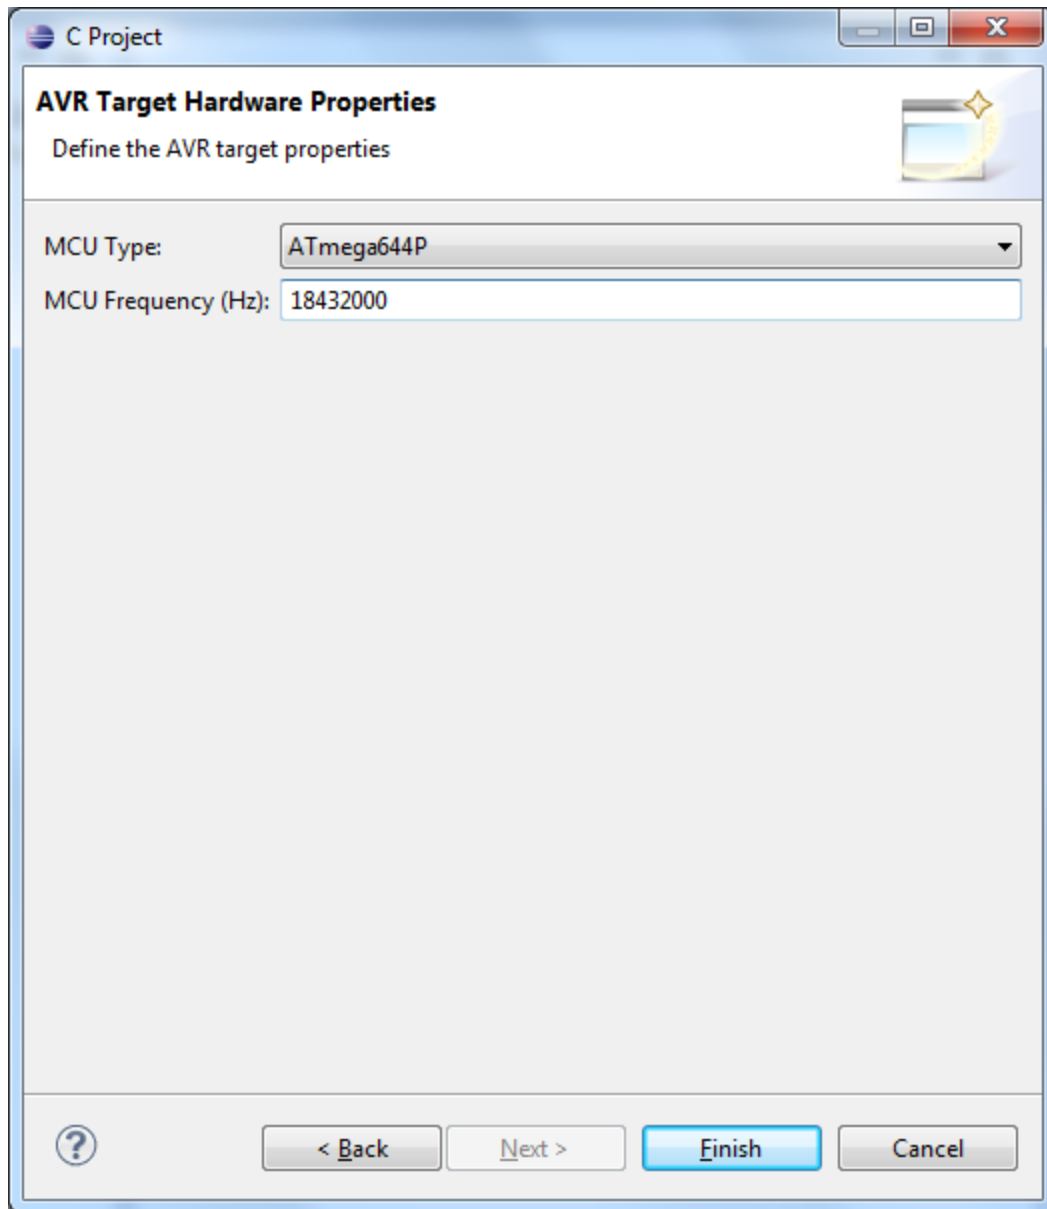 C Project
AVR Target Hardware Properties
Define the AVR target properties
MCU Type: ATmega644P
MCU Frequency (Hz): 18432000
? < Back Next > Finish Cancel